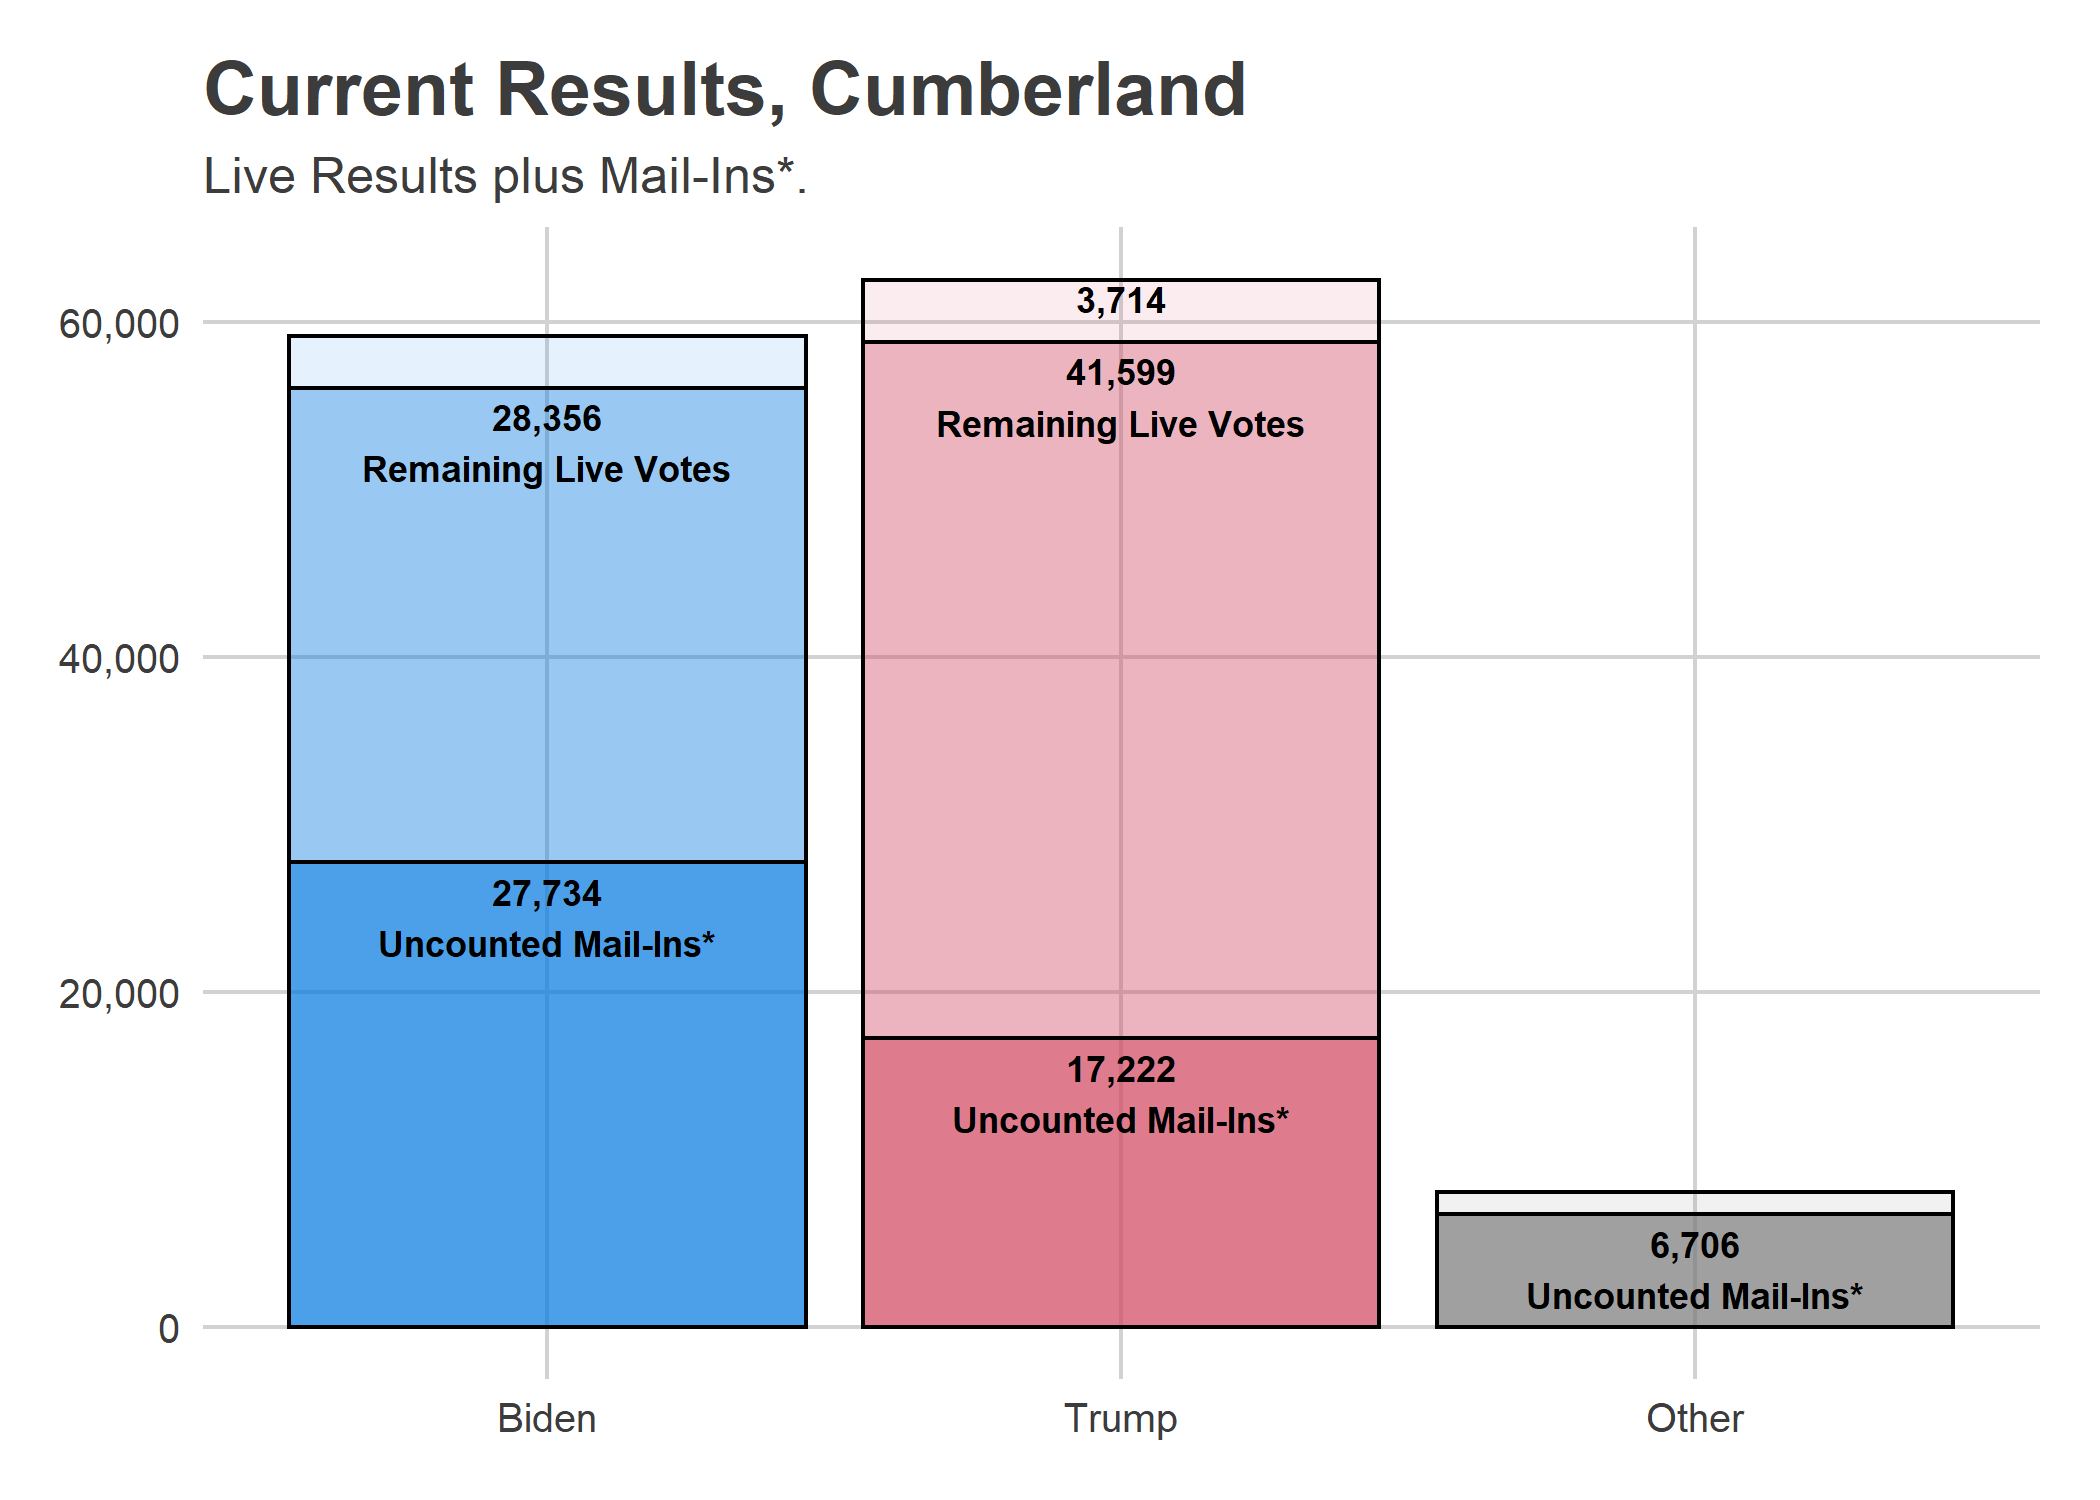 Current Results, Cumberland
Live Results plus Mail-Ins*.
60,000
40,000
20,000
0
28,356
Remaining Live Votes
27,734
Uncounted Mail-Ins*
3,714
41,599
Remaining Live Votes
17,222
Uncounted Mail-Ins*
6,706
Uncounted Mail-Ins*
Biden
Trump
Other